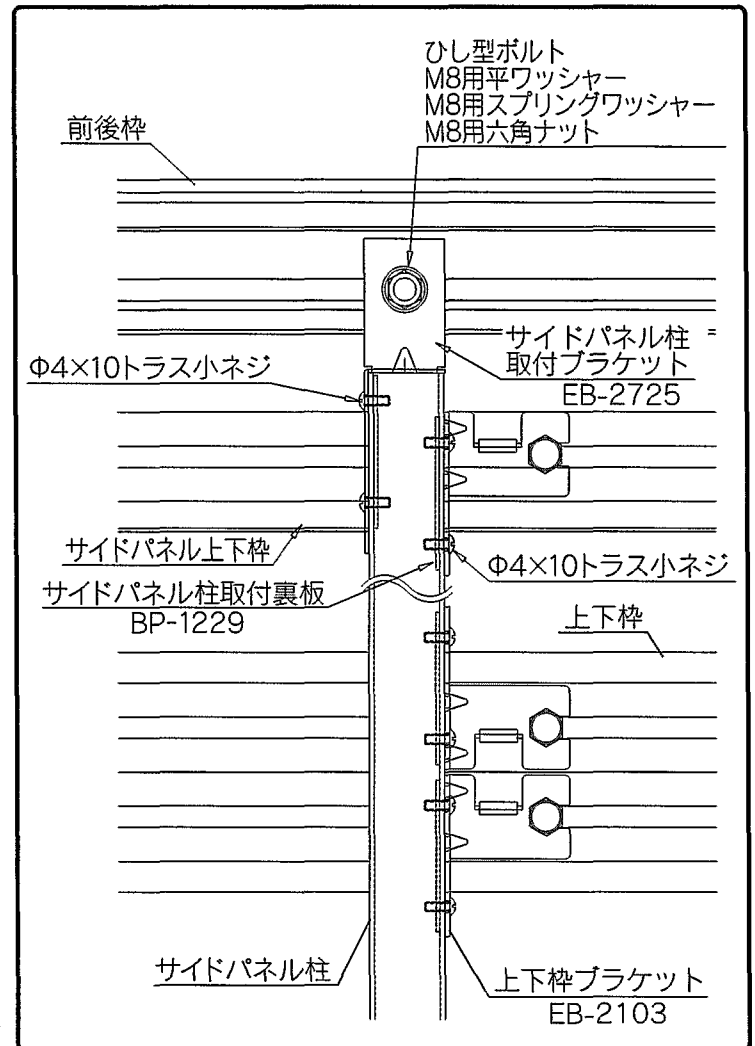 ひし型ボルト
M8用平ワッシャー
M8用スプリングワッシャー
M8用六角ナット
前後枠
サイドパネル柱
取付ブラケット
EB-2725
Φ4×10トラス小ネジ
サイドパネル上下枠
Φ4×10トラス小ネジ
サイドパネル柱取付裏板
BP-1229
上下枠
サイドパネル柱
上下枠ブラケット
EB-2103